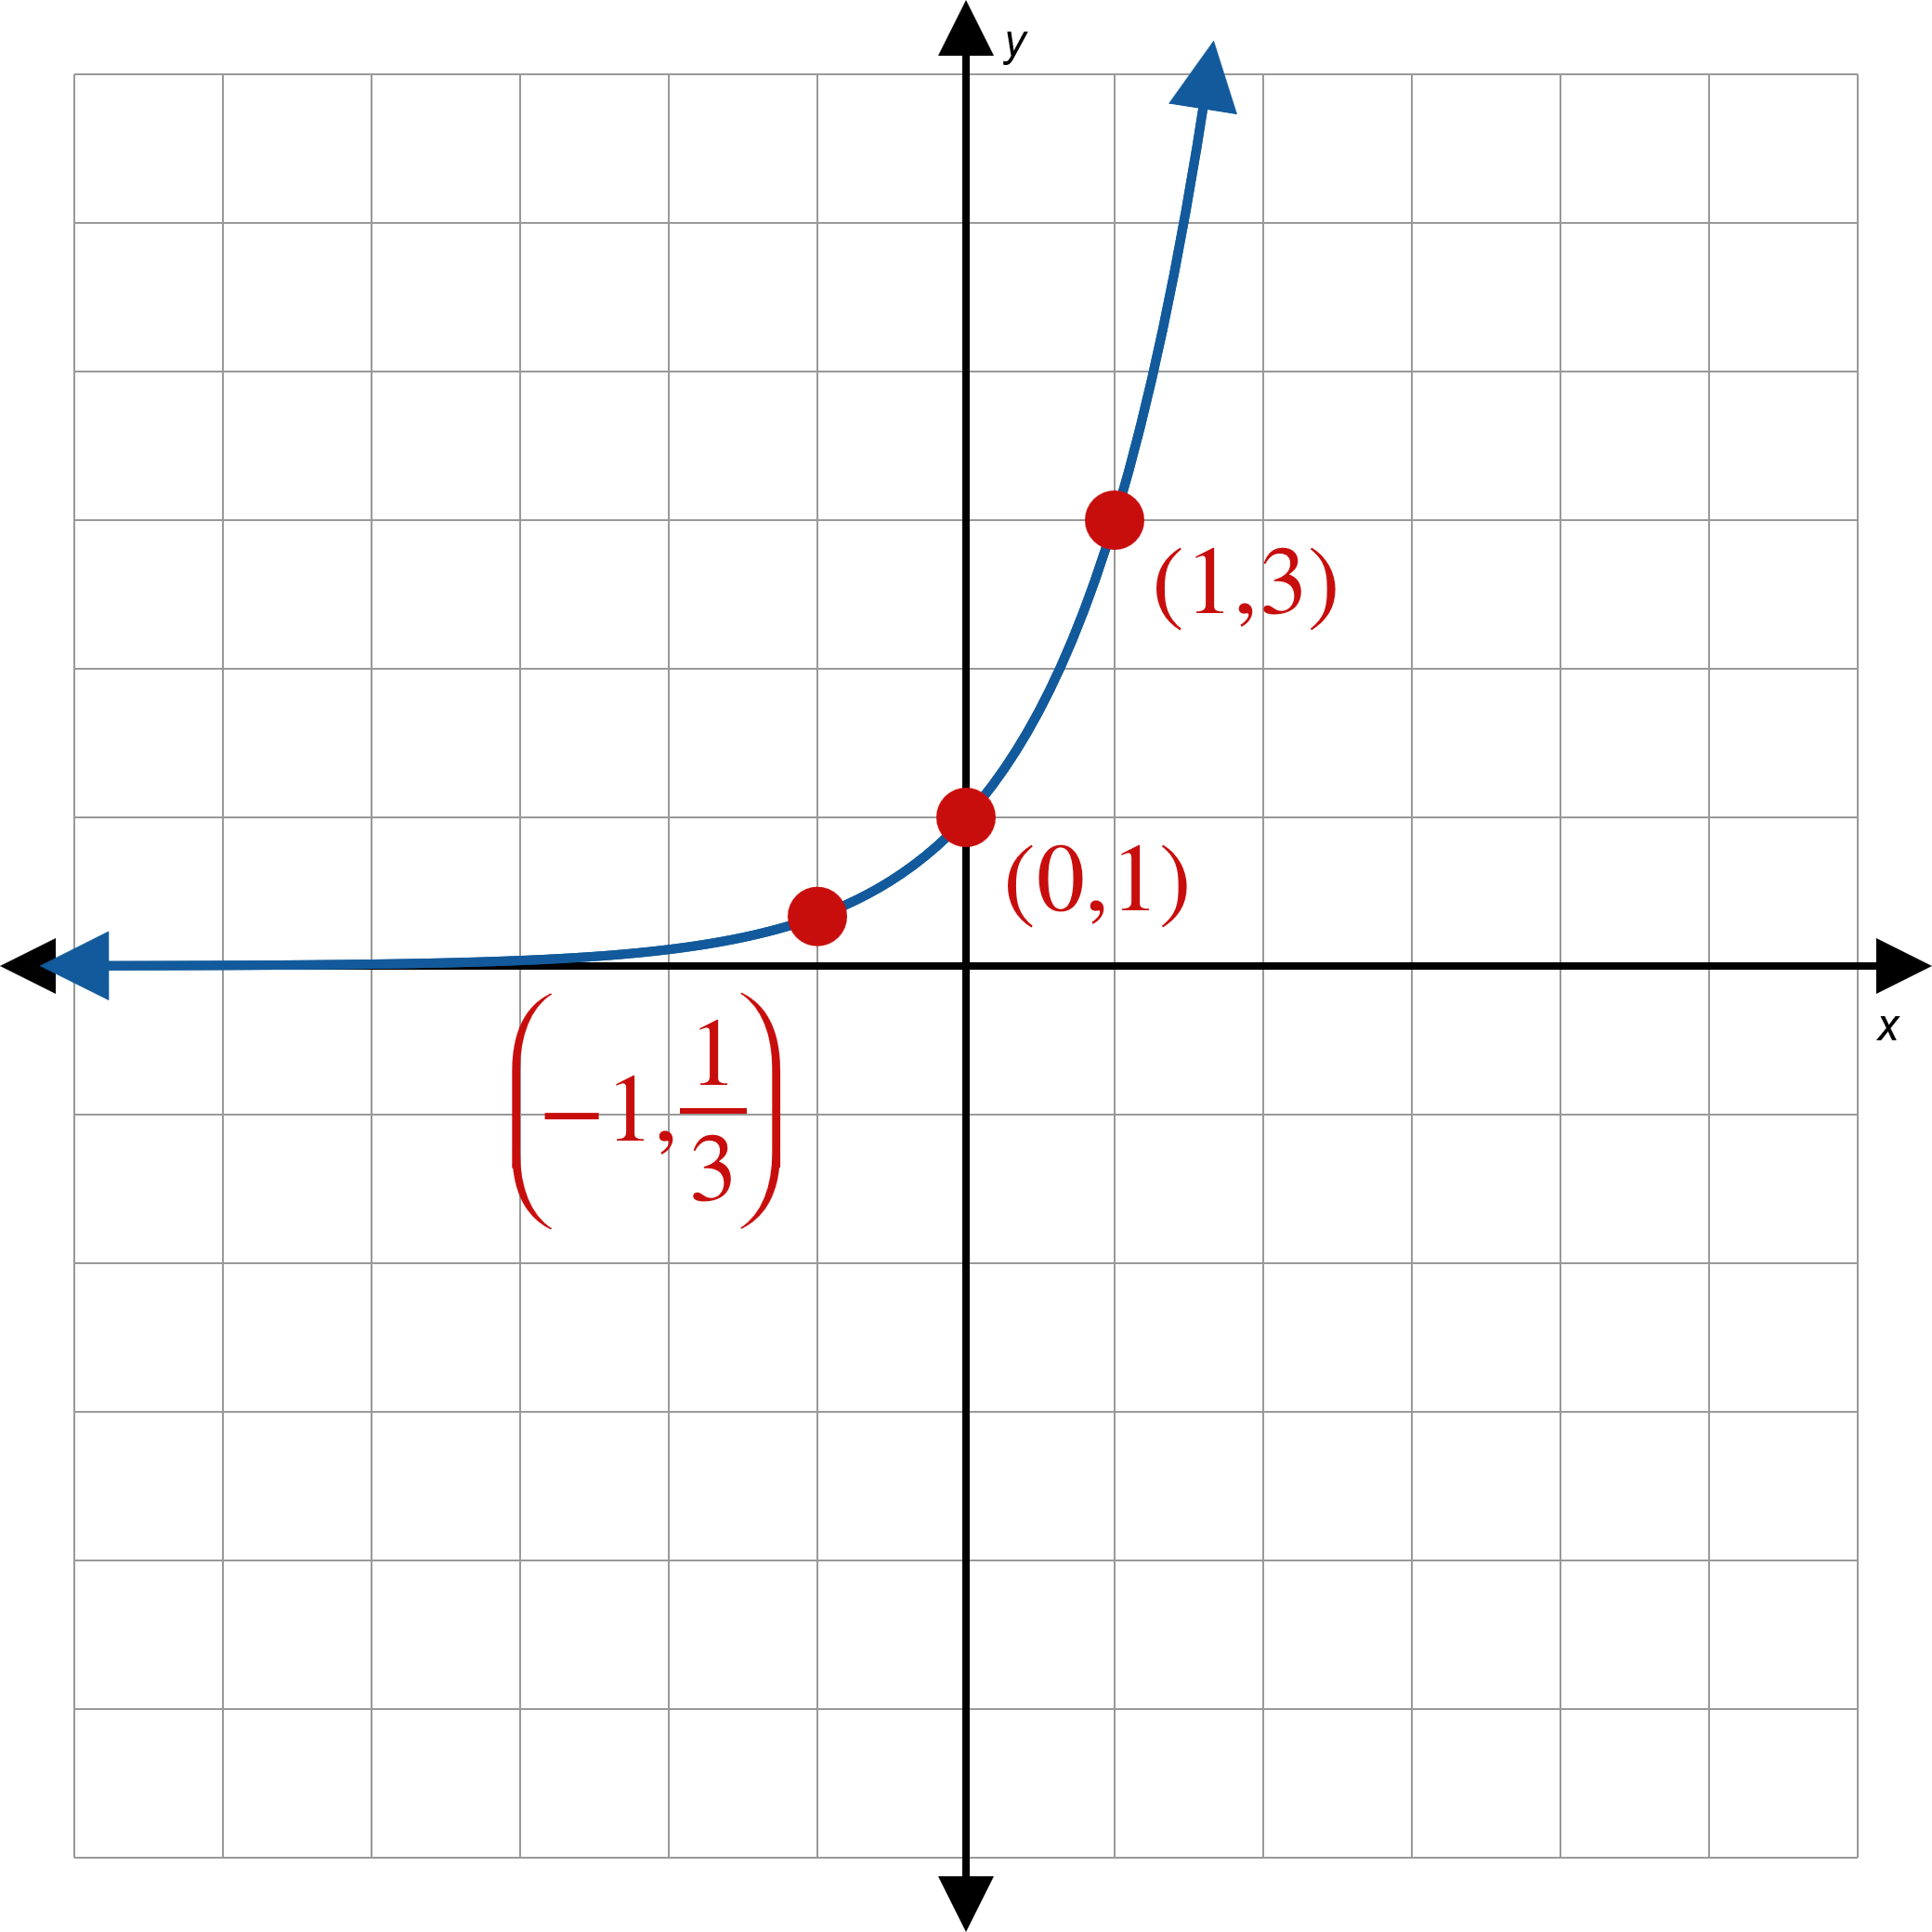 y
(1,3)
(0,1)
x
(−1,1/3)